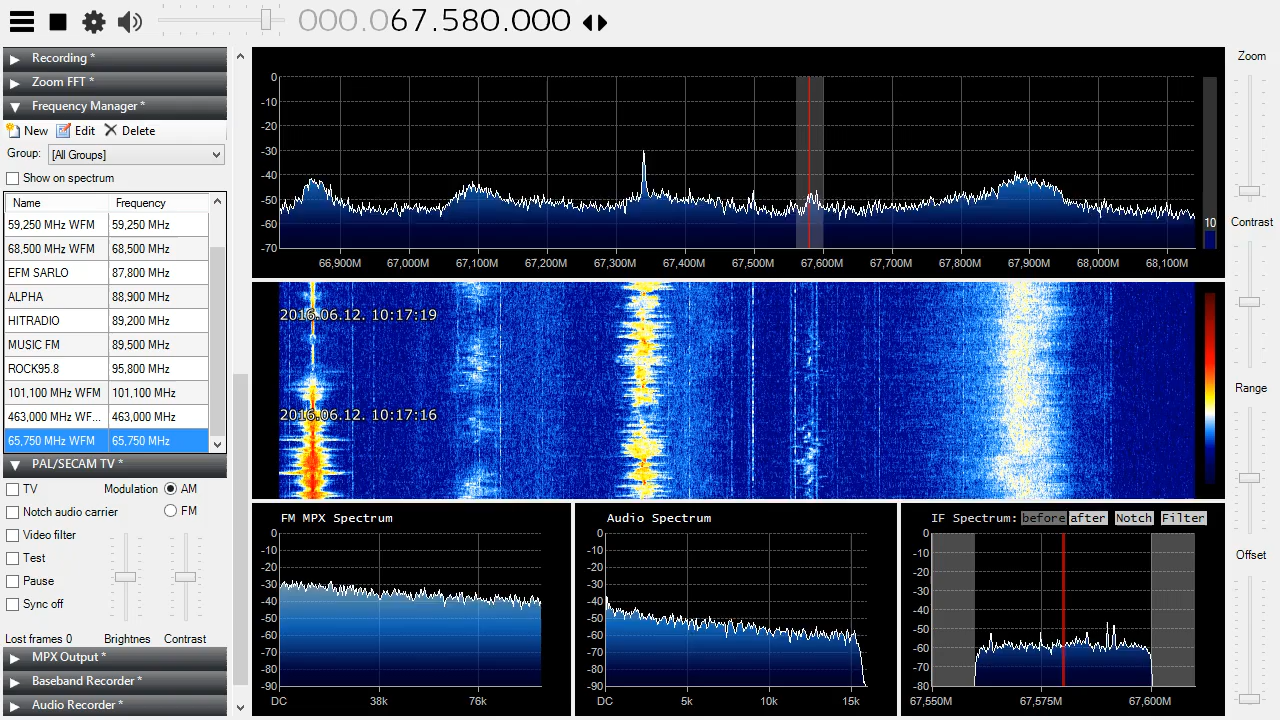 000.067.580.000
Recording *
Zoom FFT *
Frequency Manager *
New Edit Delete
Group: [All Groups]
Show on spectrum
Name Frequency
59,250 MHz WFM 59,250 MHz
68,500 MHz WFM 68,500 MHz
EFM SARLO 87,800 MHz
ALPHA 88,900 MHz
HITRADIO 89,200 MHz
MUSIC FM 89,500 MHz
ROCK95.8 95,800 MHz
101,100 MHz WFM 101,100 MHz
463,000 MHz WF... 463,000 MHz
65,750 MHz WFM 65,750 MHz
PAL/SECAM TV *
TV Modulation AM
Notch audio carrier FM
Video filter
Test
Pause
Sync off
Lost frames 0 Brightnes Contrast
MPX Output *
Baseband Recorder *
Audio Recorder *
0
-10
-20
-30
-40
-50
-60
-70
10
66,900M 67,000M 67,100M 67,200M 67,300M 67,400M 67,500M 67,600M 67,700M 67,800M 67,900M 68,000M 68,100M
2016.06.12. 10:17:19
2016.06.12. 10:17:16
FM MPX Spectrum
0
-10
-20
-30
-40
-50
-60
-70
-80
-90
DC 38k 76k
Audio Spectrum
0
-10
-20
-30
-40
-50
-60
-70
-80
-90
DC 5k 10k 15k
IF Spectrum: before after Notch Filter
0
-10
-20
-30
-40
-50
-60
-70
-80
67,550M 67,575M 67,600M
Zoom
Contrast
Range
Offset